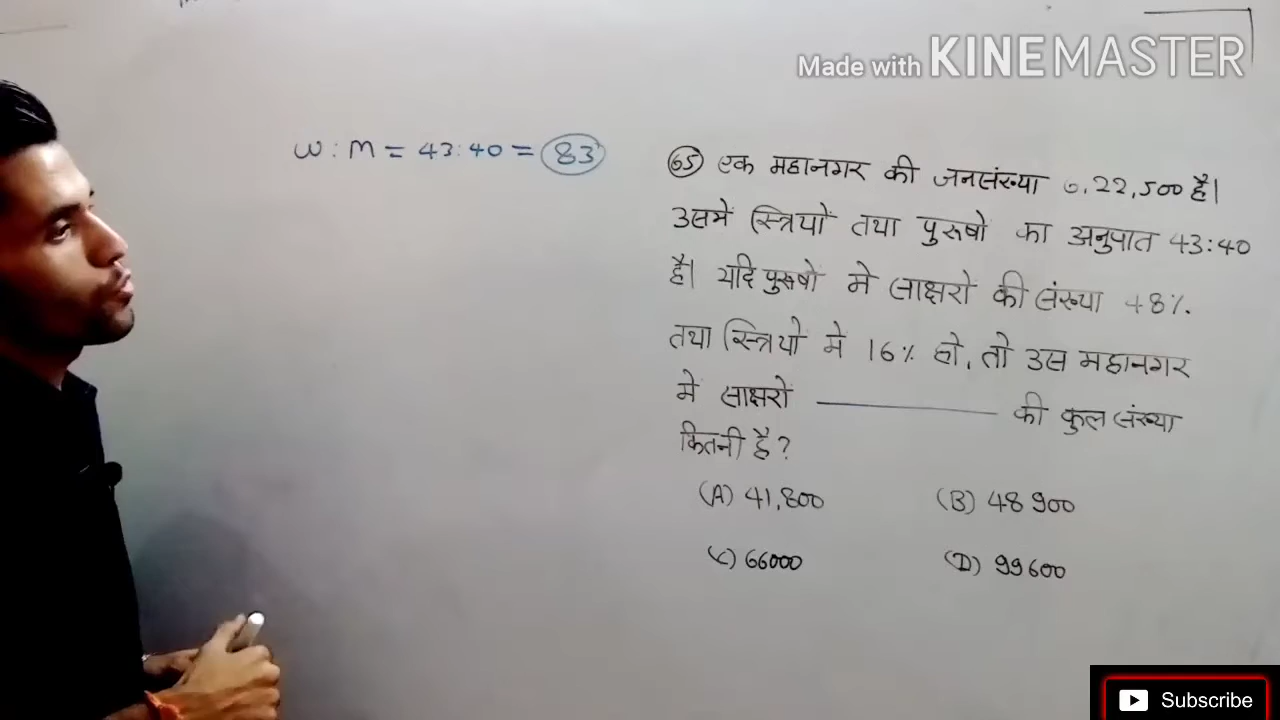 Made with KINEMASTER
W : M = 43:40 = 83
65 एक महानगर की जनसंख्या 6,22,500 है।
उसमें स्त्रियों तथा पुरूषों का अनुपात 43:40
है। यदि पुरूषों मे साक्षरों की संख्या 48%
तथा स्त्रियों में 16% हो, तो उस महानगर
में साक्षरों ________ की कुल संख्या
कितनी है?
(A) 41,800 (B) 48900
(C) 66000 (D) 99600
Subscribe